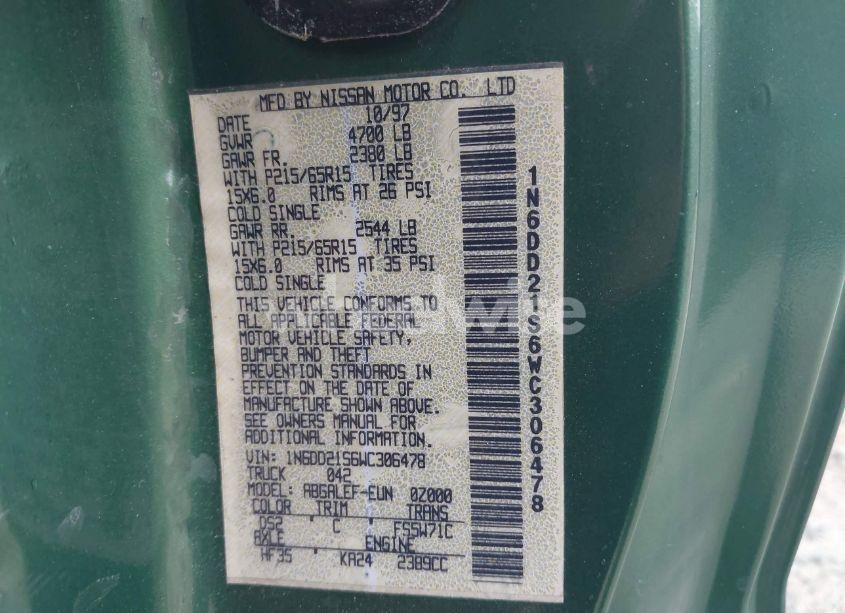 MFD BY NISSAN MOTOR CO. LTD
DATE 10/97
GVWR 4700 LB
GAWR FR. 2380 LB
WITH P215/65R15 TIRES
15X6.0 RIMS AT 26 PSI
COLD SINGLE
GAWR RR. 2544 LB
WITH P215/65R15 TIRES
15X6.0 RIMS AT 35 PSI
COLD SINGLE
THIS VEHICLE CONFORMS TO
ALL APPLICABLE FEDERAL
MOTOR VEHICLE SAFETY,
BUMPER AND THEFT
PREVENTION STANDARDS IN
EFFECT ON THE DATE OF
MANUFACTURE SHOWN ABOVE.
SEE OWNERS MANUAL FOR
ADDITIONAL INFORMATION.
VIN: 1N6DD21S6WC306478
TRUCK 042
MODEL: ABGALEF-EUN 0Z000
COLOR TRIM TRANS
DS2 C FS5W71C
AXLE ENGINE
HF35 KA24 2389CC
1N6DD21S6WC306478